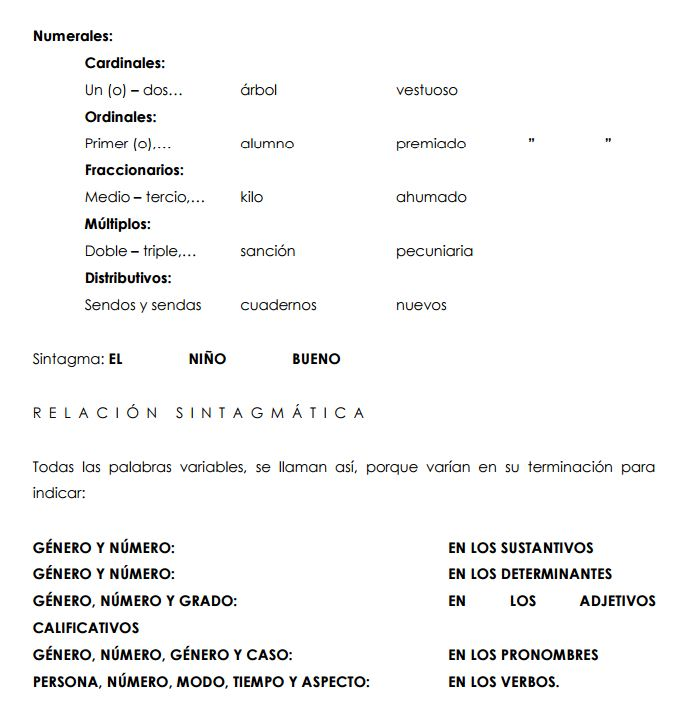 Numerales:
Cardinales:
Un (o) – dos... árbol vestuoso
Ordinales:
Primer (o),... alumno premiado " "
Fraccionarios:
Medio – tercio,... kilo ahumado
Múltiplos:
Doble – triple,... sanción pecuniaria
Distributivos:
Sendos y sendas cuadernos nuevos
Sintagma: EL NIÑO BUENO
RELACIÓN SINTAGMÁTICA
Todas las palabras variables, se llaman así, porque varían en su terminación para
indicar:
GÉNERO Y NÚMERO: EN LOS SUSTANTIVOS
GÉNERO Y NÚMERO: EN LOS DETERMINANTES
GÉNERO, NÚMERO Y GRADO: EN LOS ADJETIVOS
CALIFICATIVOS
GÉNERO, NÚMERO, GÉNERO Y CASO: EN LOS PRONOMBRES
PERSONA, NÚMERO, MODO, TIEMPO Y ASPECTO: EN LOS VERBOS.